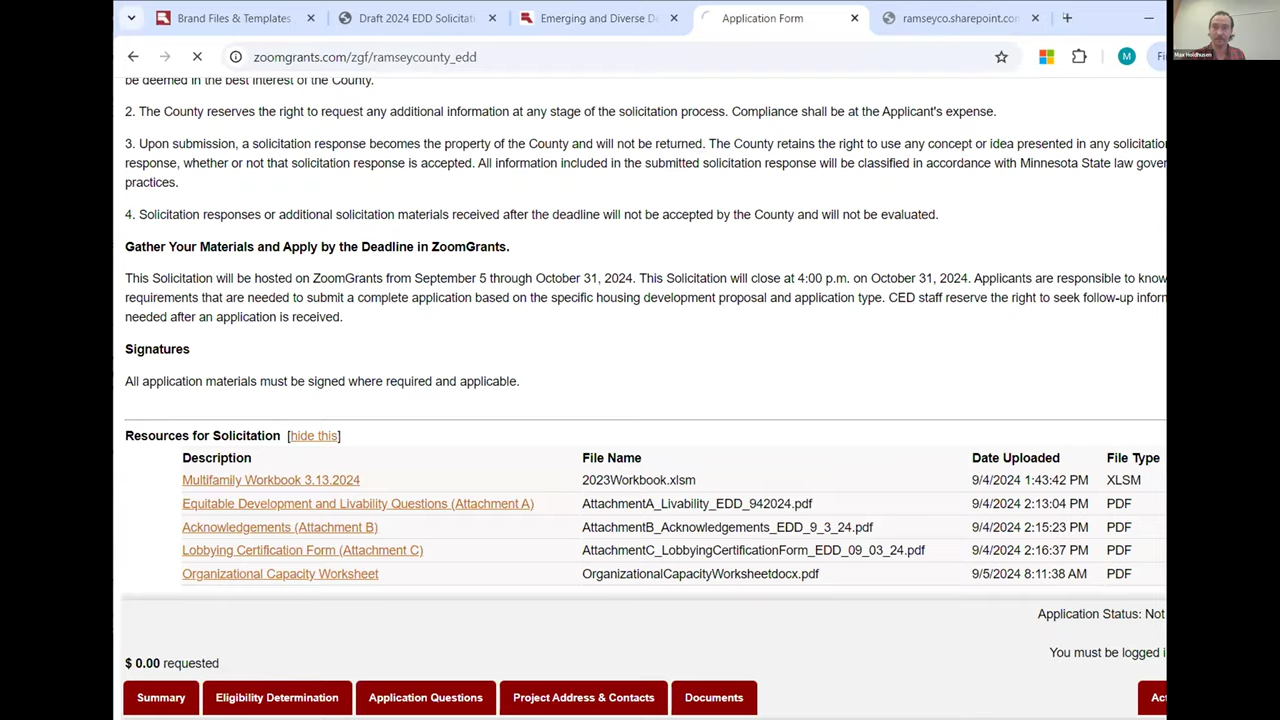 Brand Files & Templates
Draft 2024 EDD Solicitati
Emerging and Diverse De
Application Form
ramseyco.sharepoint.com
zoomgrants.com/zgf/ramseycounty_edd
M
Max Holdhusen
be deemed in the best interest of the County.
2. The County reserves the right to request any additional information at any stage of the solicitation process. Compliance shall be at the Applicant's expense.
3. Upon submission, a solicitation response becomes the property of the County and will not be returned. The County retains the right to use any concept or idea presented in any solicitation
response, whether or not that solicitation response is accepted. All information included in the submitted solicitation response will be classified in accordance with Minnesota State law gover
practices.
4. Solicitation responses or additional solicitation materials received after the deadline will not be accepted by the County and will not be evaluated.
Gather Your Materials and Apply by the Deadline in ZoomGrants.
This Solicitation will be hosted on ZoomGrants from September 5 through October 31, 2024. This Solicitation will close at 4:00 p.m. on October 31, 2024. Applicants are responsible to know
requirements that are needed to submit a complete application based on the specific housing development proposal and application type. CED staff reserve the right to seek follow-up inform
needed after an application is received.
Signatures
All application materials must be signed where required and applicable.
Resources for Solicitation [hide this]
Description File Name Date Uploaded File Type
Multifamily Workbook 3.13.2024 2023Workbook.xlsm 9/4/2024 1:43:42 PM XLSM
Equitable Development and Livability Questions (Attachment A) AttachmentA_Livability_EDD_942024.pdf 9/4/2024 2:13:04 PM PDF
Acknowledgements (Attachment B) AttachmentB_Acknowledgements_EDD_9_3_24.pdf 9/4/2024 2:15:23 PM PDF
Lobbying Certification Form (Attachment C) AttachmentC_LobbyingCertificationForm_EDD_09_03_24.pdf 9/4/2024 2:16:37 PM PDF
Organizational Capacity Worksheet OrganizationalCapacityWorksheetdocx.pdf 9/5/2024 8:11:38 AM PDF
Application Status: Not
You must be logged i
$ 0.00 requested
Summary Eligibility Determination Application Questions Project Address & Contacts Documents